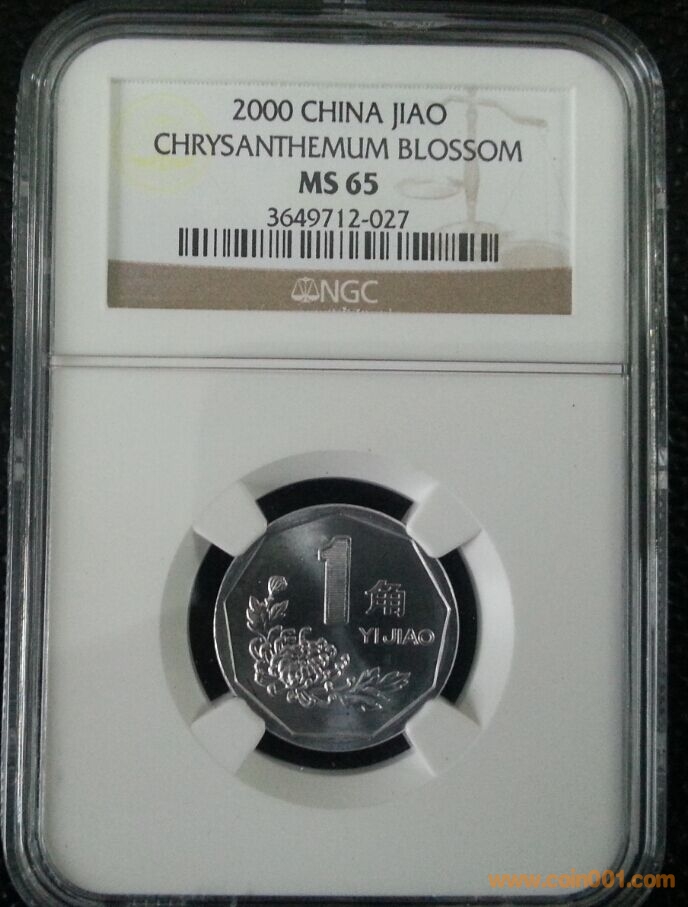 2000 CHINA JIAO
CHRYSANTHEMUM BLOSSOM
MS 65
3649712-027
NGC
1
角
YI JIAO
www.coin001.com